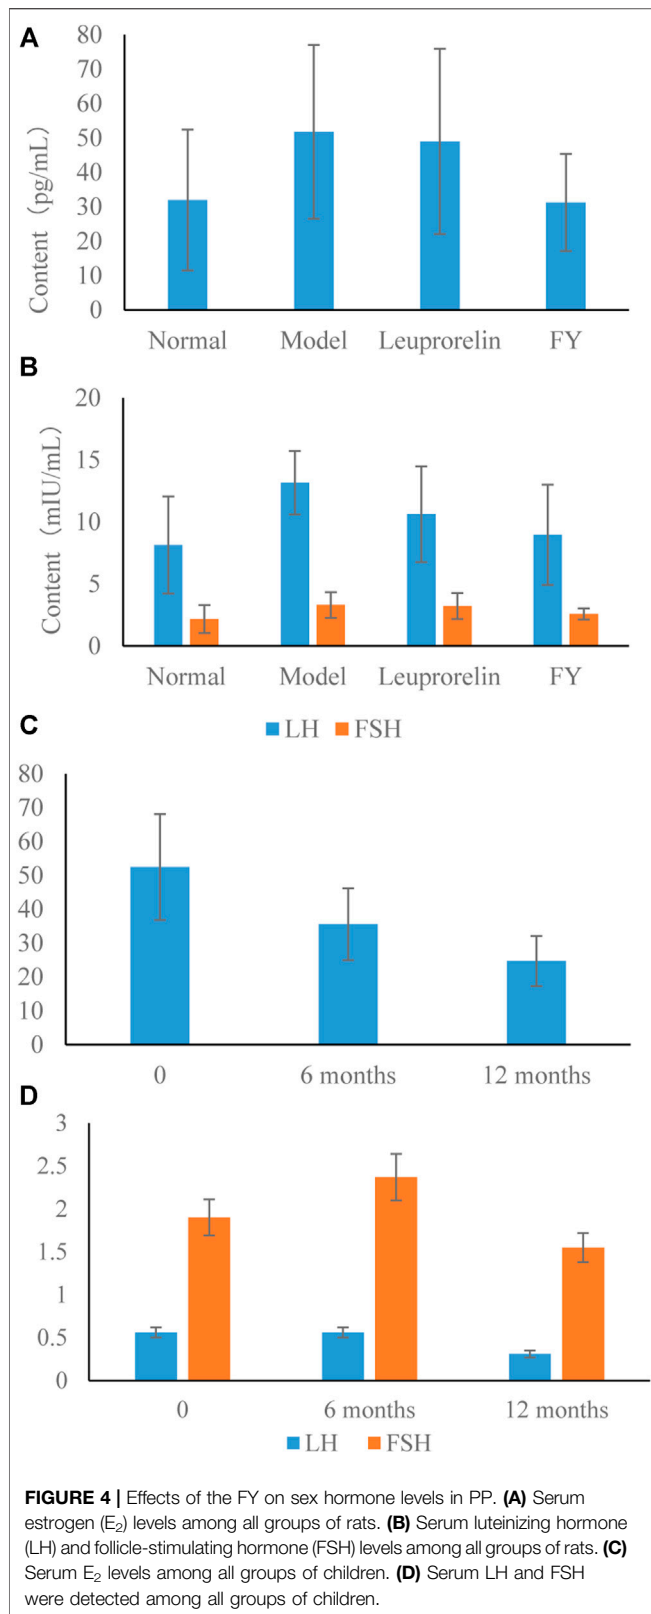 A
80
70
60
50
40
30
20
10
0
Content （pg/mL）
Normal Model Leuprorelin FY
B
20
15
10
5
0
Content （mIU/mL）
Normal Model Leuprorelin FY
LH FSH
C
80
70
60
50
40
30
20
10
0
0 6 months 12 months
D
3
2.5
2
1.5
1
0.5
0
0 6 months 12 months
LH FSH
FIGURE 4 | Effects of the FY on sex hormone levels in PP. (A) Serum
estrogen (E₂) levels among all groups of rats. (B) Serum luteinizing hormone
(LH) and follicle-stimulating hormone (FSH) levels among all groups of rats. (C)
Serum E₂ levels among all groups of children. (D) Serum LH and FSH
were detected among all groups of children.